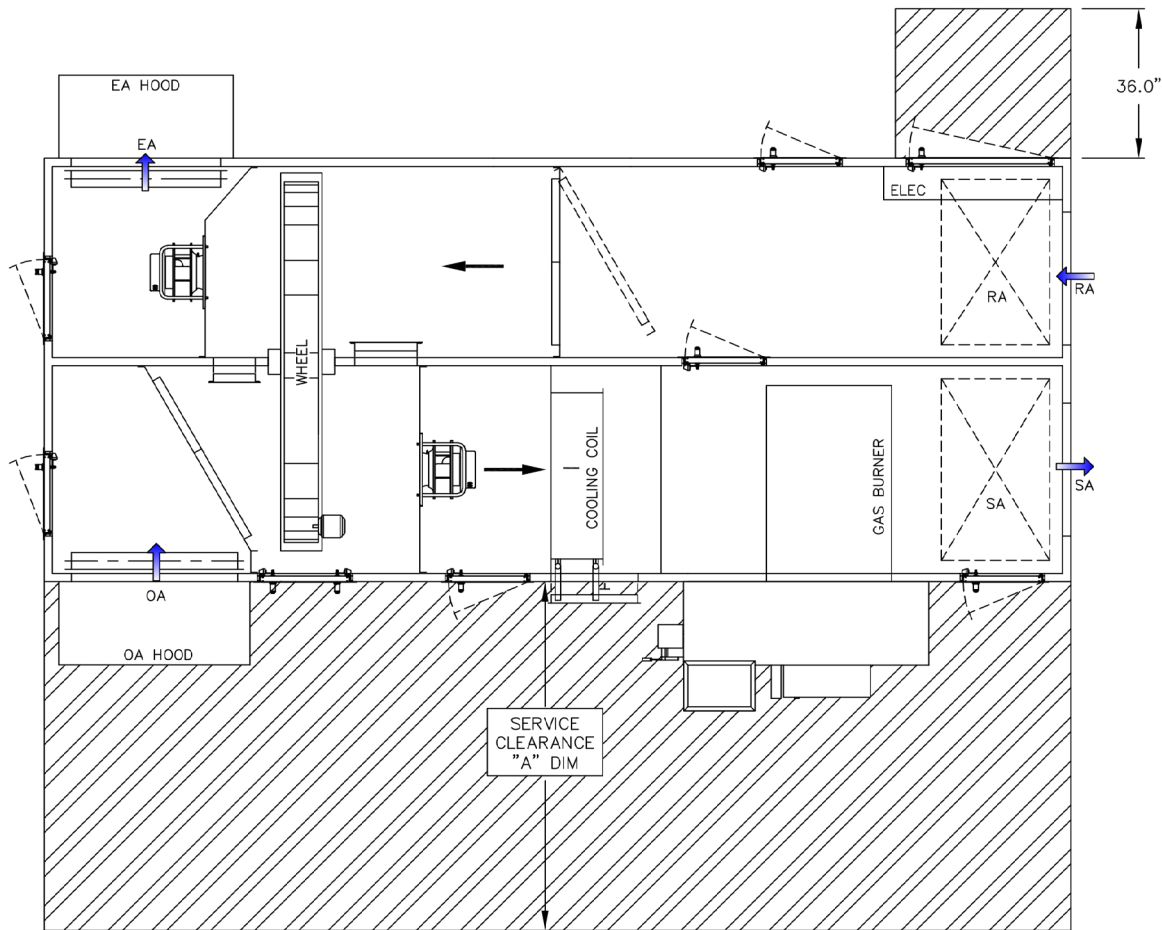 36.0"
EA HOOD
EA
ELEC
RA
RA
WHEEL
COOLING COIL
GAS BURNER
SA
SA
OA
OA HOOD
SERVICE
CLEARANCE
"A" DIM